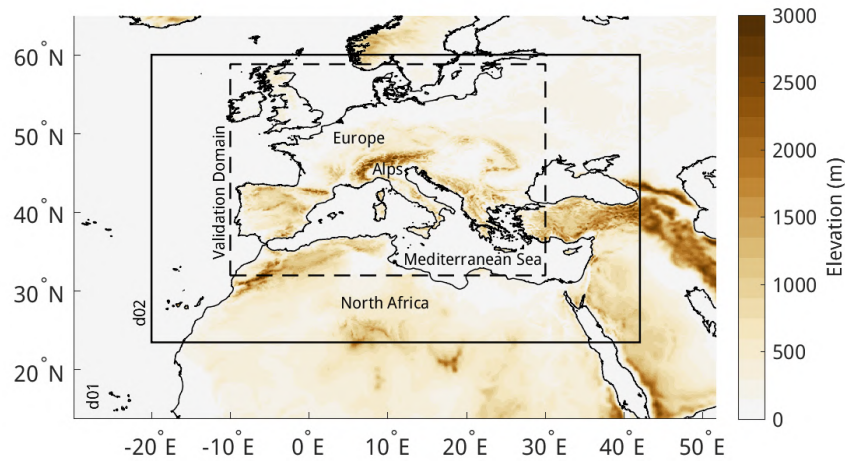 60°N
50°N
40°N
30°N
20°N
-20°E
-10°E
0°E
10°E
20°E
30°E
40°E
50°E
Validation Domain
d02
d01
Europe
Alps
Mediterranean Sea
North Africa
3000
2500
2000
1500
1000
500
0
Elevation (m)